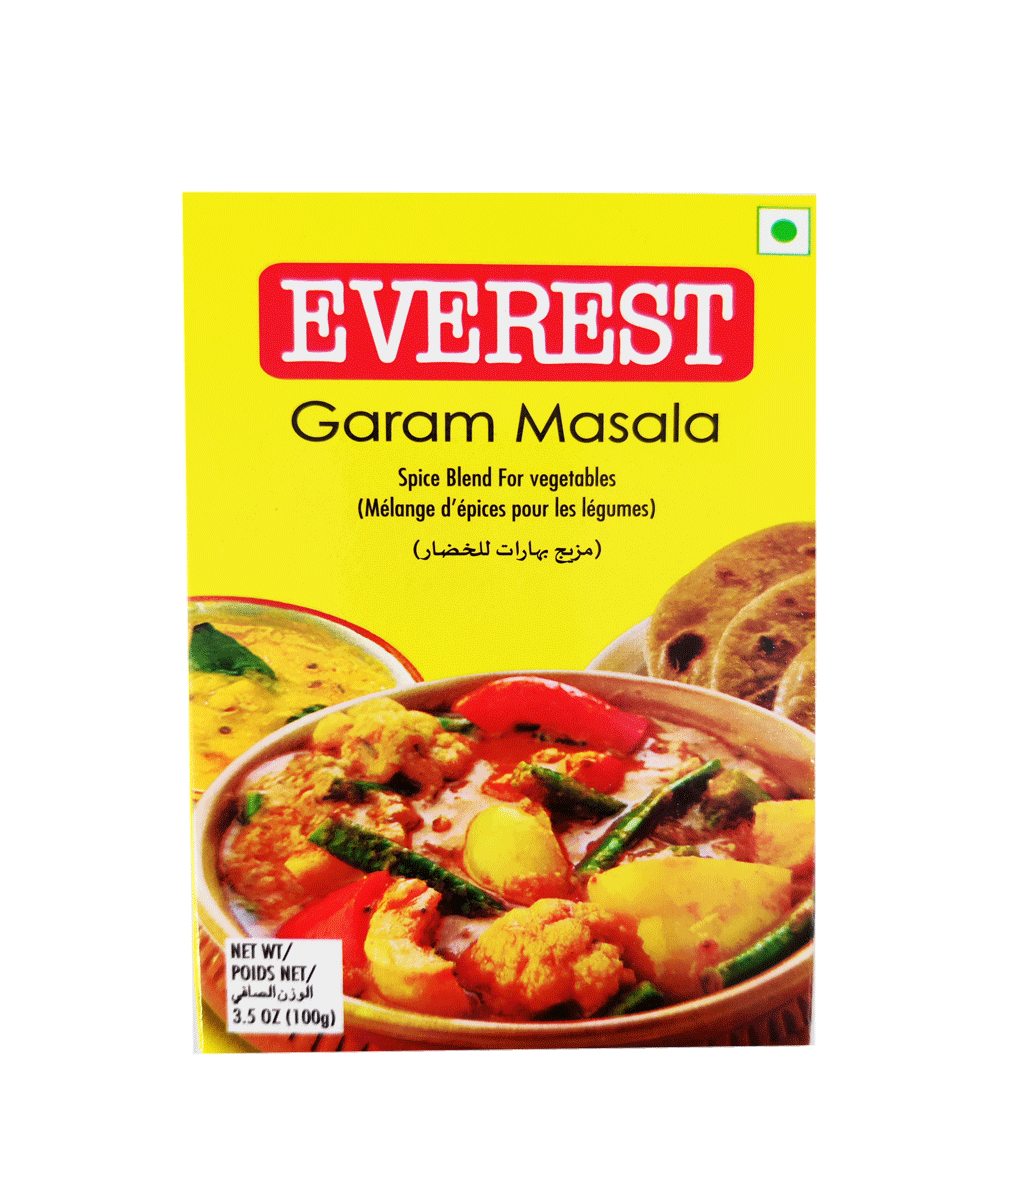 EVEREST
Garam Masala
Spice Blend For vegetables
(Mélange d'épices pour les légumes)
(مزيج بهارات للخضار)
NET WT/
POIDS NET/
الوزن الصافي
3.5 OZ (100g)